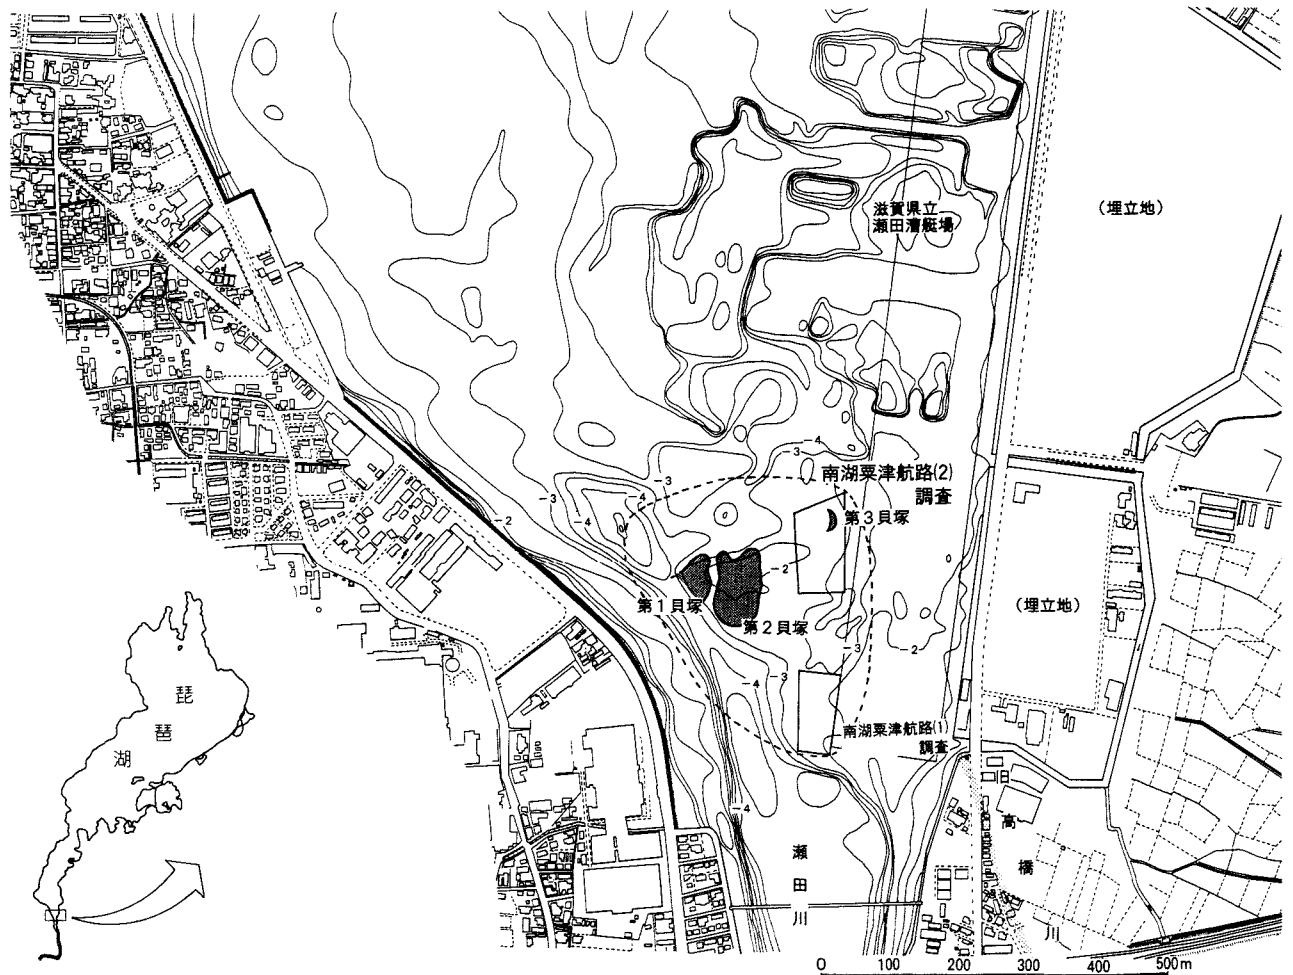 滋賀県立
瀬田漕艇場
(埋立地)
-4
-3
南湖粟津航路(2)
調査
-3
-4
-3
-4
-2
第3貝塚
-2
第1貝塚
第2貝塚
(埋立地)
-3
-2
-4
-3
南湖粟津航路(1)
調査
-4
琵
琶
湖
瀬
田
川
旧
高
橋
川
0 100 200 300 400 500m